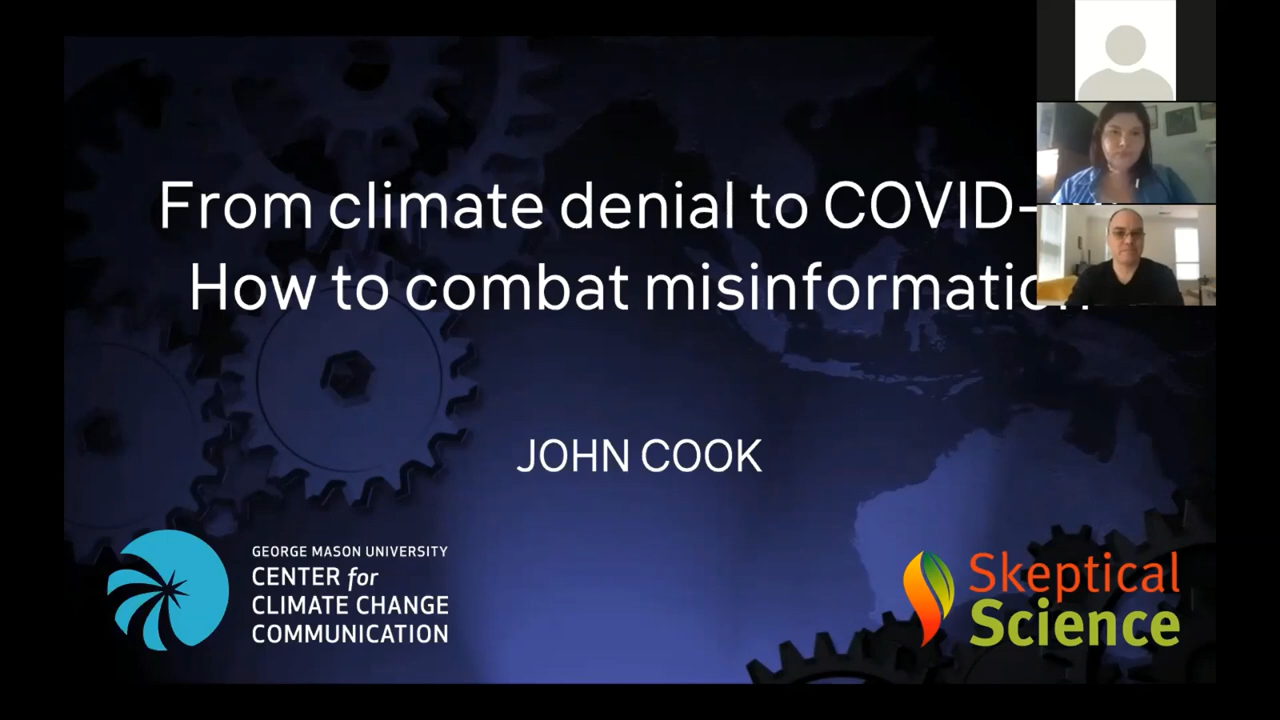 From climate denial to COVID-
How to combat misinformation
JOHN COOK
GEORGE MASON UNIVERSITY
CENTER for
CLIMATE CHANGE
COMMUNICATION
Skeptical
Science